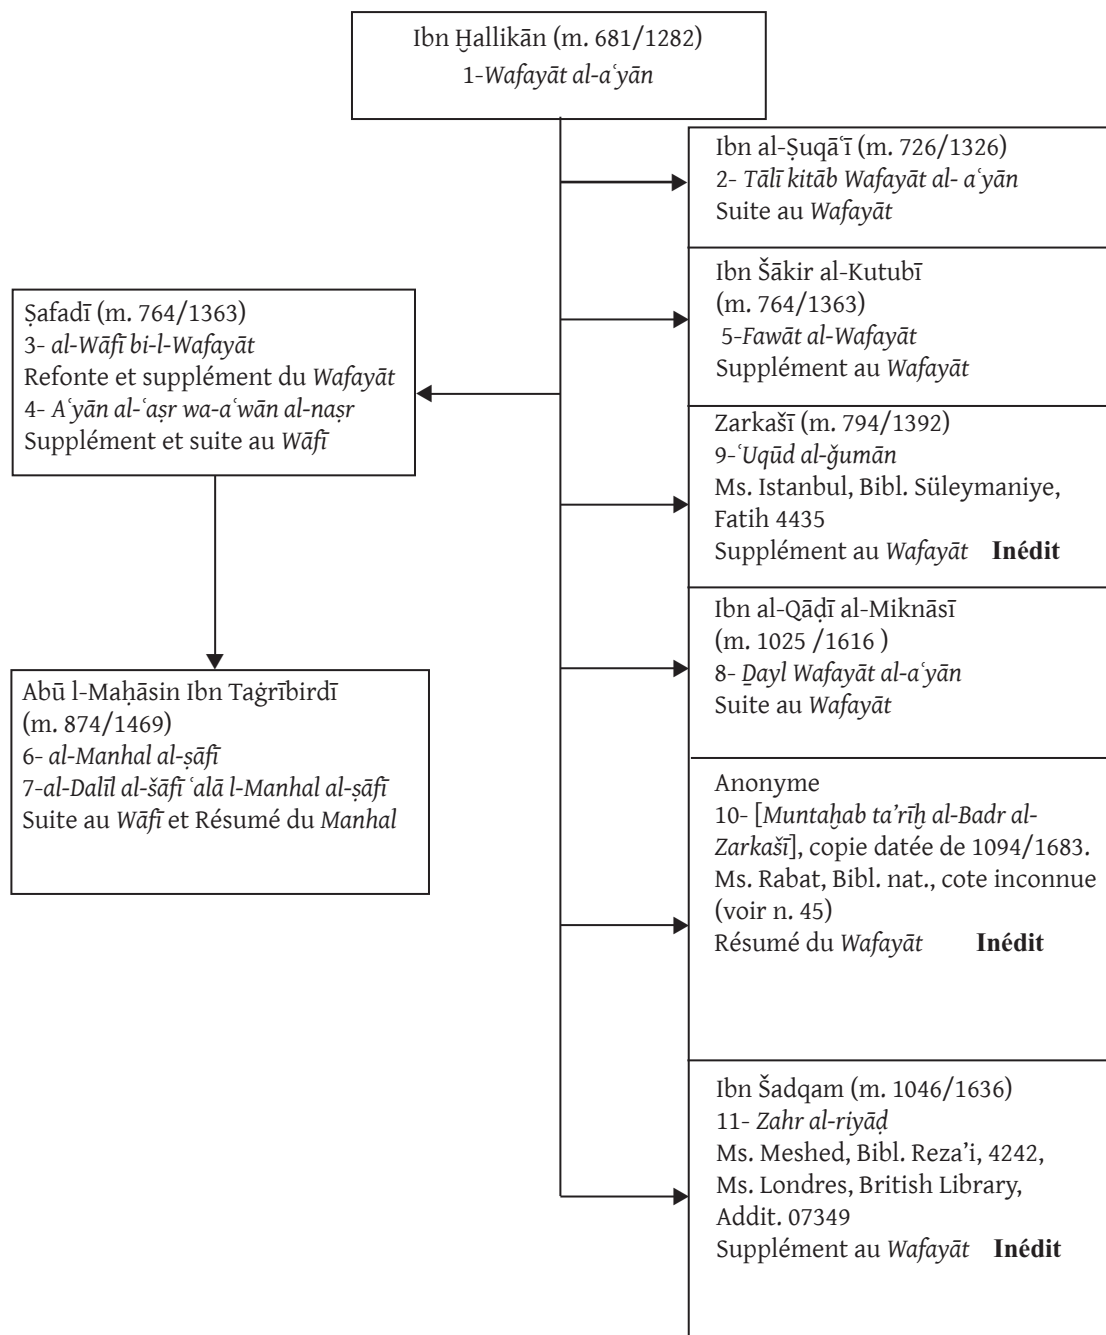 Ibn Ḫallikān (m. 681/1282)
1-Wafayāt al-aʿyān
Ibn al-Ṣuqāʿī (m. 726/1326)
2- Tālī kitāb Wafayāt al- aʿyān
Suite au Wafayāt
Ibn Šākir al-Kutubī
(m. 764/1363)
5-Fawāt al-Wafayāt
Supplément au Wafayāt
Ṣafadī (m. 764/1363)
3- al-Wāfī bi-l-Wafayāt
Refonte et supplément du Wafayāt
4- Aʿyān al-ʿaṣr wa-aʿwān al-naṣr
Supplément et suite au Wāfī
Zarkašī (m. 794/1392)
9-ʿUqūd al-ǧumān
Ms. Istanbul, Bibl. Süleymaniye,
Fatih 4435
Supplément au Wafayāt Inédit
Ibn al-Qāḍī al-Miknāsī
(m. 1025 /1616 )
8- Ḏayl Wafayāt al-aʿyān
Suite au Wafayāt
Abū l-Maḥāsin Ibn Taġrībirdī
(m. 874/1469)
6- al-Manhal al-ṣāfī
7-al-Dalīl al-šāfī ʿalā l-Manhal al-ṣāfī
Suite au Wāfī et Résumé du Manhal
Anonyme
10- [Muntaḫab ta’rīḫ al-Badr al-
Zarkašī], copie datée de 1094/1683.
Ms. Rabat, Bibl. nat., cote inconnue
(voir n. 45)
Résumé du Wafayāt Inédit
Ibn Šadqam (m. 1046/1636)
11- Zahr al-riyāḍ
Ms. Meshed, Bibl. Reza’i, 4242,
Ms. Londres, British Library,
Addit. 07349
Supplément au Wafayāt Inédit